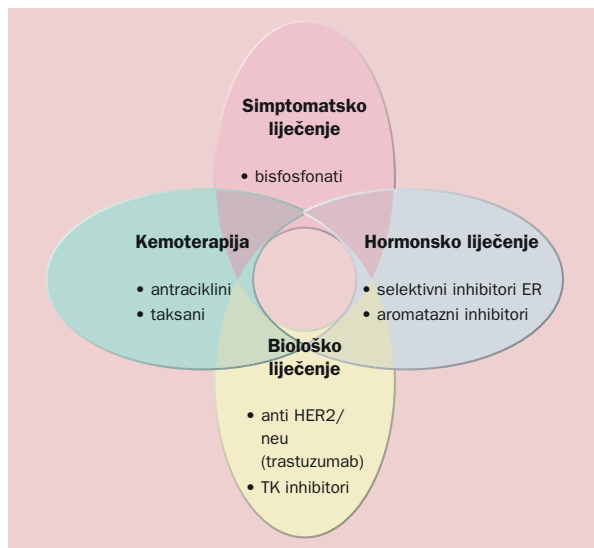 Simptomatsko
liječenje
• bisfosfonati
Kemoterapija
• antraciklini
• taksani
Hormonsko liječenje
• selektivni inhibitori ER
• aromatazni inhibitori
Biološko
liječenje
• anti HER2/
neu
(trastuzumab)
• TK inhibitori